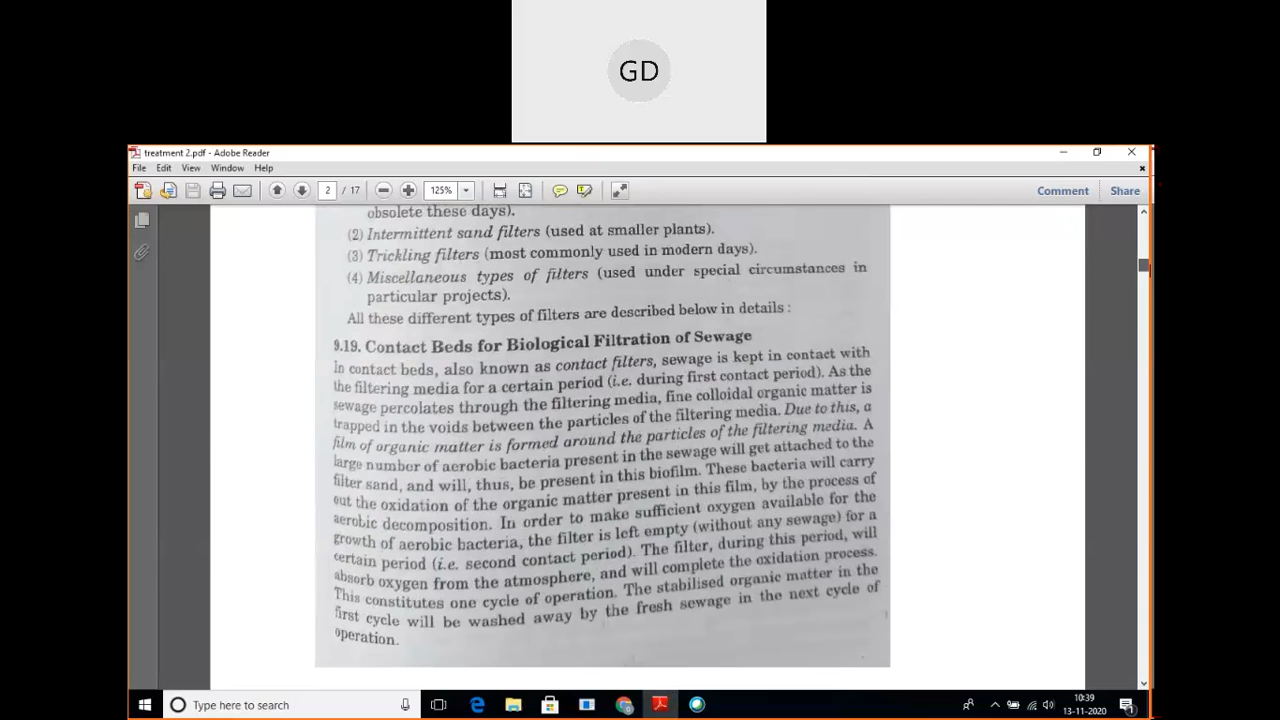 GD
treatment 2.pdf - Adobe Reader
File Edit View Window Help
2 / 17 125% Comment Share
obsolete these days).
(2) Intermittent sand filters (used at smaller plants).
(3) Trickling filters (most commonly used in modern days).
(4) Miscellaneous types of filters (used under special circumstances in
particular projects).
All these different types of filters are described below in details :
9.19. Contact Beds for Biological Filtration of Sewage
In contact beds, also known as contact filters, sewage is kept in contact with
the filtering media for a certain period (i.e. during first contact period). As the
sewage percolates through the filtering media, fine colloidal organic matter is
trapped in the voids between the particles of the filtering media. Due to this, a
film of organic matter is formed around the particles of the filtering media. A
large number of aerobic bacteria present in the sewage will get attached to the
filter sand, and will, thus, be present in this biofilm. These bacteria will carry
out the oxidation of the organic matter present in this film, by the process of
aerobic decomposition. In order to make sufficient oxygen available for the
growth of aerobic bacteria, the filter is left empty (without any sewage) for a
certain period (i.e. second contact period). The filter, during this period, will
absorb oxygen from the atmosphere, and will complete the oxidation process.
This constitutes one cycle of operation. The stabilised organic matter in the
first cycle will be washed away by the fresh sewage in the next cycle of
operation.
Type here to search
10:39
13-11-2020